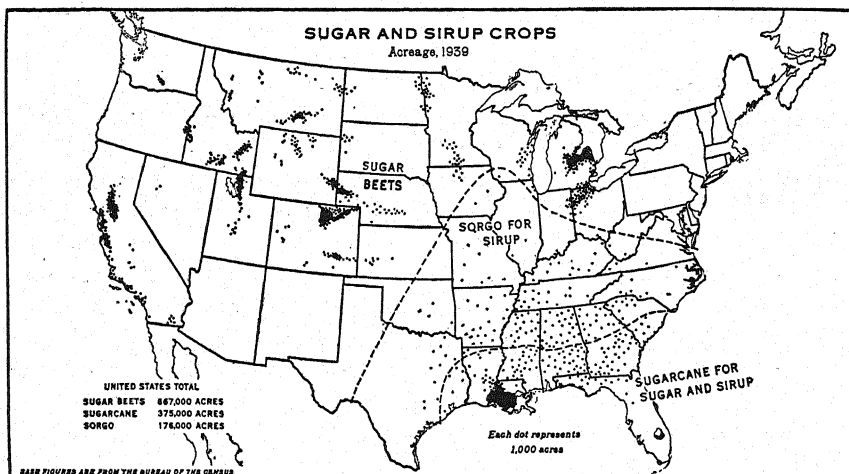 SUGAR AND SIRUP CROPS
Acreage, 1939
SUGAR
BEETS
SORGO FOR
SIRUP
SUGARCANE FOR
SUGAR AND SIRUP
UNITED STATES TOTAL
SUGAR BEETS 867,000 ACRES
SUGARCANE 375,000 ACRES
SORGO 176,000 ACRES
Each dot represents
1,000 acres
BASE FIGURES ARE FROM THE BUREAU OF THE CENSUS